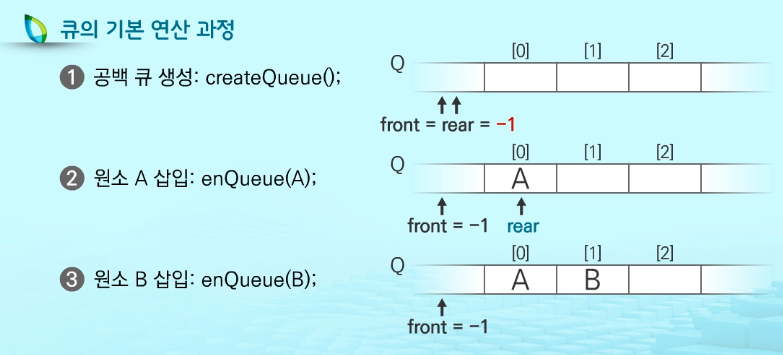 큐의 기본 연산 과정
1 공백 큐 생성: createQueue();
Q [0] [1] [2]
front = rear = -1
2 원소 A 삽입: enQueue(A);
Q [0] [1] [2]
A
front = -1 rear
3 원소 B 삽입: enQueue(B);
Q [0] [1] [2]
A B
front = -1